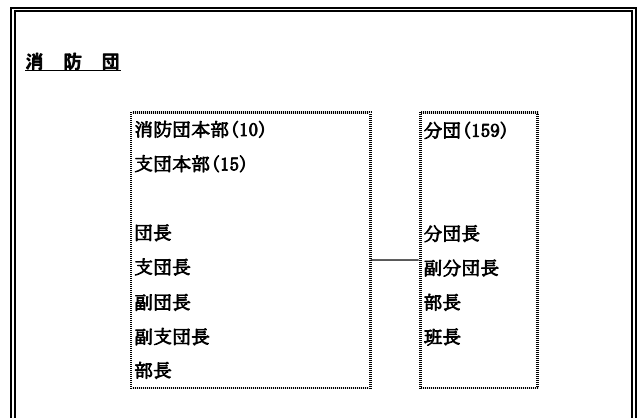 消 防 団
消防団本部(10)
支団本部(15)
団長
支団長
副団長
副支団長
部長
分団(159)
分団長
副分団長
部長
班長